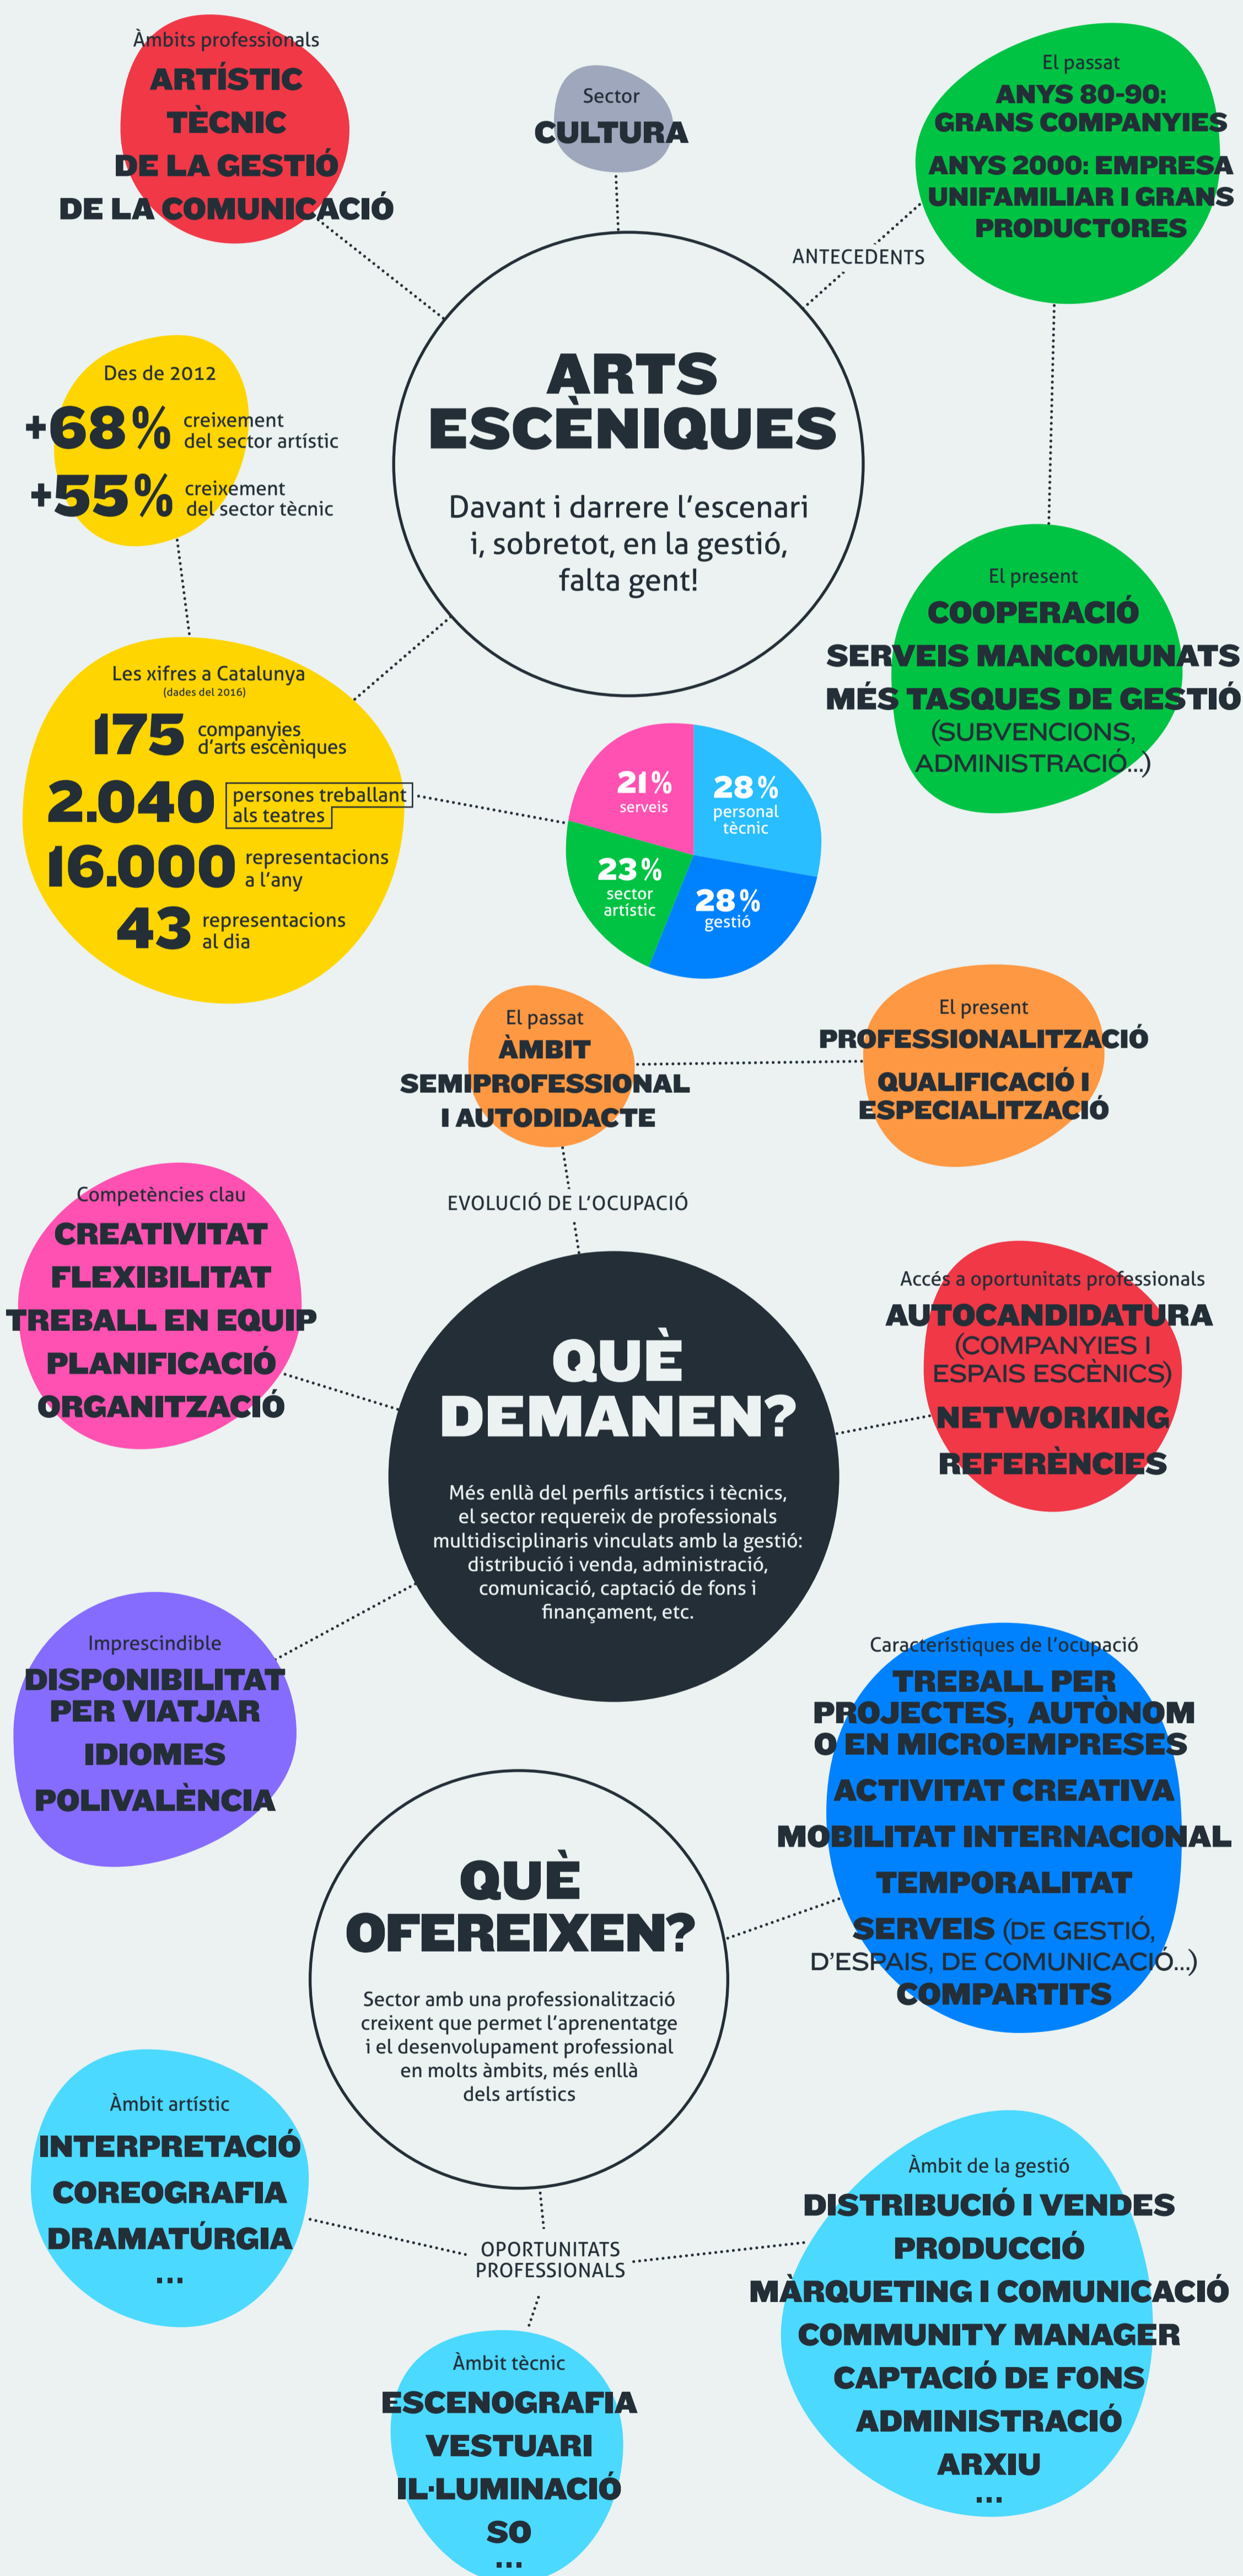 Àmbits professionals
ARTÍSTIC
TÈCNIC
DE LA GESTIÓ
DE LA COMUNICACIÓ
Sector
CULTURA
El passat
ANYS 80-90:
GRANS COMPANYIES
ANYS 2000: EMPRESA
UNIFAMILIAR I GRANS
PRODUCTORES
ANTECEDENTS
ARTS
ESCÈNIQUES
Davant i darrere l'escenari
i, sobretot, en la gestió,
falta gent!
Des de 2012
+68% creixement
del sector artístic
+55% creixement
del sector tècnic
El present
COOPERACIÓ
SERVEIS MANCOMUNATS
MÉS TASQUES DE GESTIÓ
(SUBVENCIONS,
ADMINISTRACIÓ...)
Les xifres a Catalunya
(dades del 2016)
175 companyies
d'arts escèniques
2.040 persones treballant
als teatres
16.000 representacions
a l'any
43 representacions
al dia
21%
serveis
28%
personal
tècnic
23%
sector
artístic
28%
gestió
El passat
ÀMBIT
SEMIPROFESSIONAL
I AUTODIDACTE
El present
PROFESSIONALITZACIÓ
QUALIFICACIÓ I
ESPECIALITZACIÓ
EVOLUCIÓ DE L'OCUPACIÓ
Competències clau
CREATIVITAT
FLEXIBILITAT
TREBALL EN EQUIP
PLANIFICACIÓ
ORGANITZACIÓ
QUÈ
DEMANEN?
Més enllà del perfils artístics i tècnics,
el sector requereix de professionals
multidisciplinaris vinculats amb la gestió:
distribució i venda, administració,
comunicació, captació de fons i
finançament, etc.
Accés a oportunitats professionals
AUTOCANDIDATURA
(COMPANYIES I
ESPAIS ESCÈNICS)
NETWORKING
REFERÈNCIES
Imprescindible
DISPONIBILITAT
PER VIATJAR
IDIOMES
POLIVALÈNCIA
Característiques de l'ocupació
TREBALL PER
PROJECTES, AUTÒNOM
O EN MICROEMPRESES
ACTIVITAT CREATIVA
MOBILITAT INTERNACIONAL
TEMPORALITAT
SERVEIS (DE GESTIÓ,
D'ESPAIS, DE COMUNICACIÓ...)
COMPARTITS
QUÈ
OFEREIXEN?
Sector amb una professionalització
creixent que permet l'aprenentatge
i el desenvolupament professional
en molts àmbits, més enllà
dels artístics
Àmbit artístic
INTERPRETACIÓ
COREOGRAFIA
DRAMATÚRGIA
...
OPORTUNITATS
PROFESSIONALS
Àmbit de la gestió
DISTRIBUCIÓ I VENDES
PRODUCCIÓ
MÀRQUETING I COMUNICACIÓ
COMMUNITY MANAGER
CAPTACIÓ DE FONS
ADMINISTRACIÓ
ARXIU
...
Àmbit tècnic
ESCENOGRAFIA
VESTUARI
IL·LUMINACIÓ
SO
...